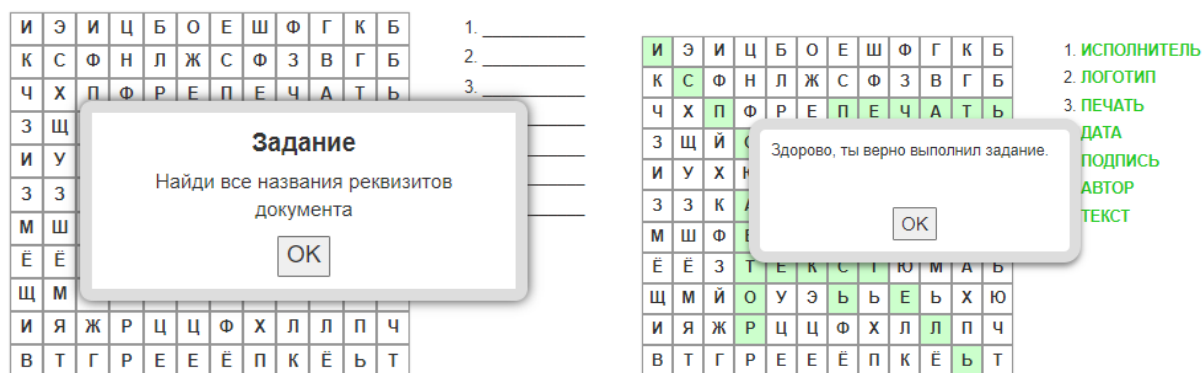 И Э И Ц Б О Е Ш Ф Г К Б
К С Ф Н Л Ж С Ф З В Г Б
Ч Х П Ф Р Е П Е Ч А Т Ь
З Щ
И У
З З
М Ш
Ё Ё
Щ М
И Я Ж Р Ц Ц Ф Х Л Л П Ч
В Т Г Р Е Е Ё П К Ё Ь Т
1.
2.
3.
Задание
Найди все названия реквизитов
документа
OK
И Э И Ц Б О Е Ш Ф Г К Б
К С Ф Н Л Ж С Ф З В Г Б
Ч Х П Ф Р Е П Е Ч А Т Ь
З Щ Й
И У Х
З З К
М Ш Ф
Ё Ё З Т Е К С Т Ю М А Б
Щ М Й О У Э Ь Ь Е Ь Х Ю
И Я Ж Р Ц Ц Ф Х Л Л П Ч
В Т Г Р Е Е Ё П К Ё Ь Т
Здорово, ты верно выполнил задание.
OK
1. ИСПОЛНИТЕЛЬ
2. ЛОГОТИП
3. ПЕЧАТЬ
ДАТА
ПОДПИСЬ
АВТОР
ТЕКСТ